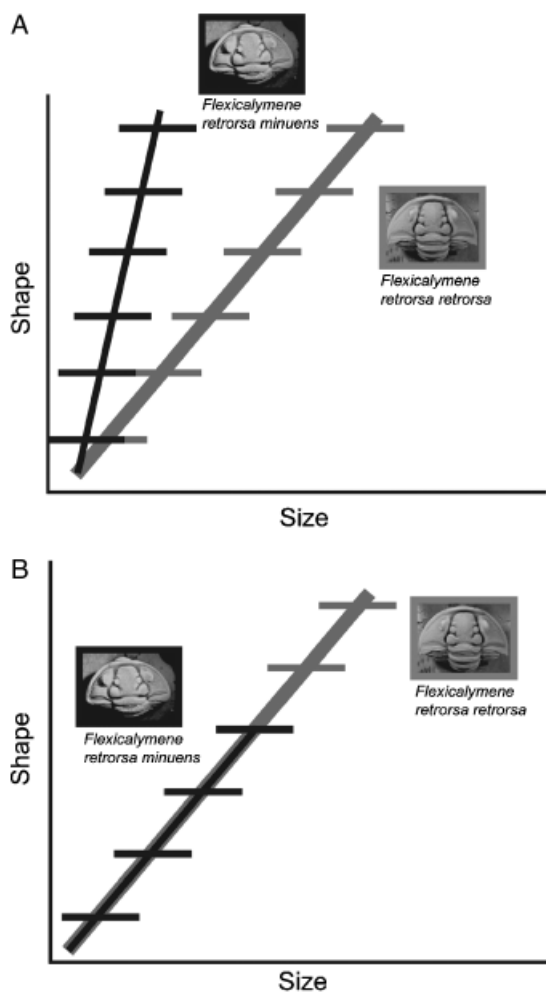 A
Flexicalymene
retrorsa minuens
Flexicalymene
retrorsa retrorsa
Shape
Size
B
Flexicalymene
retrorsa minuens
Flexicalymene
retrorsa retrorsa
Shape
Size